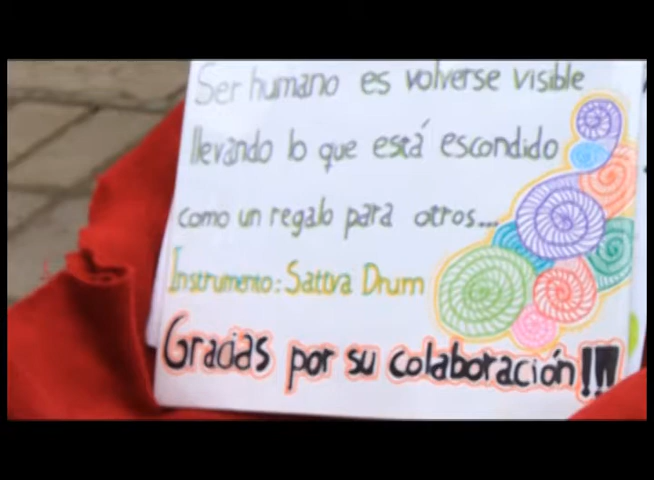 Ser humano es volverse visible
llevando lo que está escondido
como un regalo para otros...
Instrumento: Sattva Drum
Gracias por su colaboración!!!